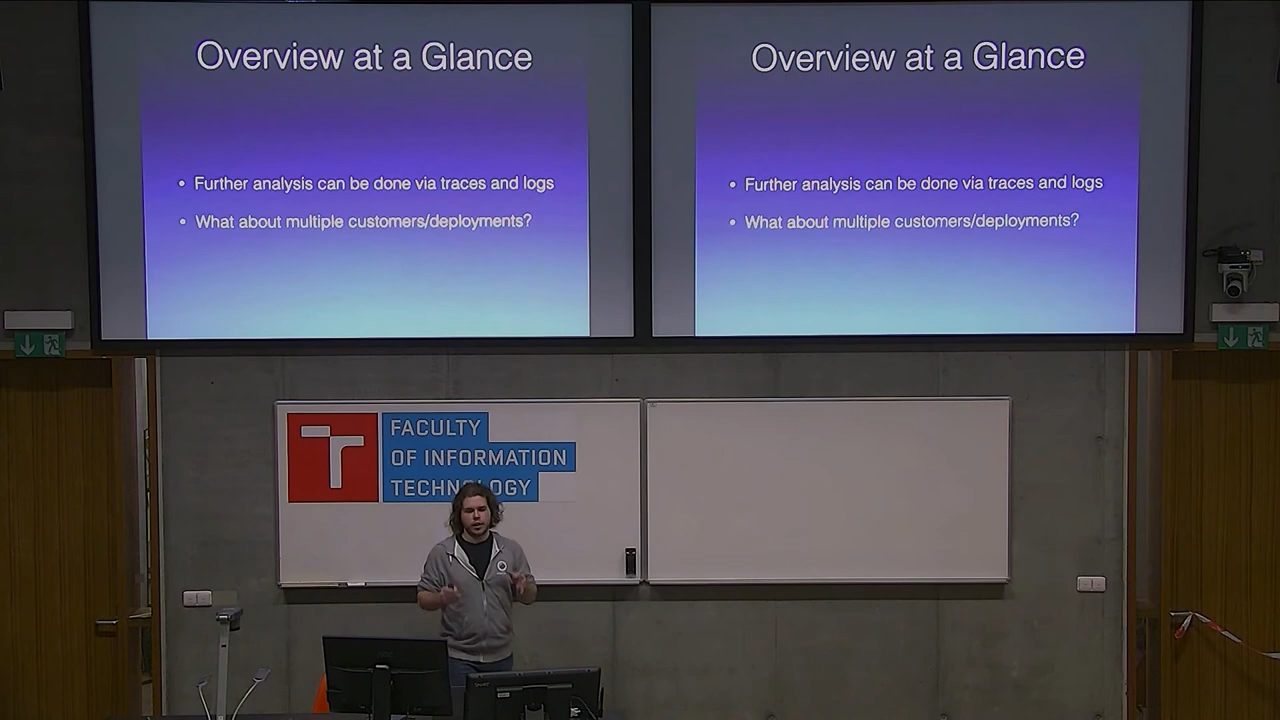 Overview at a Glance
• Further analysis can be done via traces and logs
• What about multiple customers/deployments?
Overview at a Glance
• Further analysis can be done via traces and logs
• What about multiple customers/deployments?
FACULTY
OF INFORMATION
TECHNOLOGY